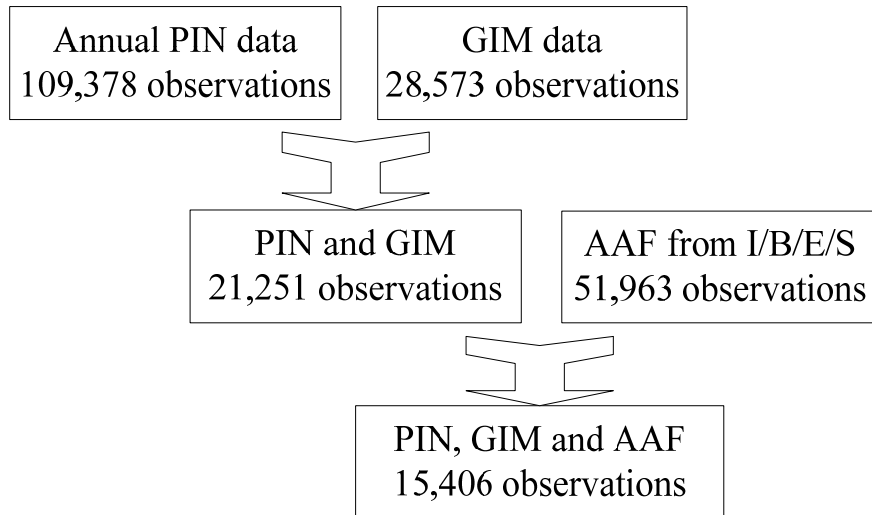 Annual PIN data
109,378 observations
GIM data
28,573 observations
PIN and GIM
21,251 observations
AAF from I/B/E/S
51,963 observations
PIN, GIM and AAF
15,406 observations